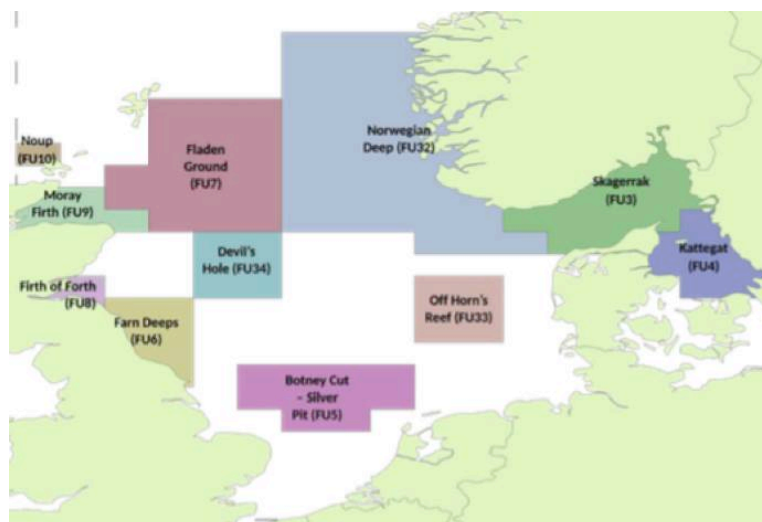 Noup
(FU10)
Fladen
Ground
(FU7)
Norwegian
Deep (FU32)
Skagerrak
(FU3)
Moray
Firth (FU9)
Kattegat
(FU4)
Devil's
Hole (FU34)
Firth of Forth
(FU8)
Off Horn's
Reef (FU33)
Farn Deeps
(FU6)
Botney Cut
– Silver
Pit (FU5)